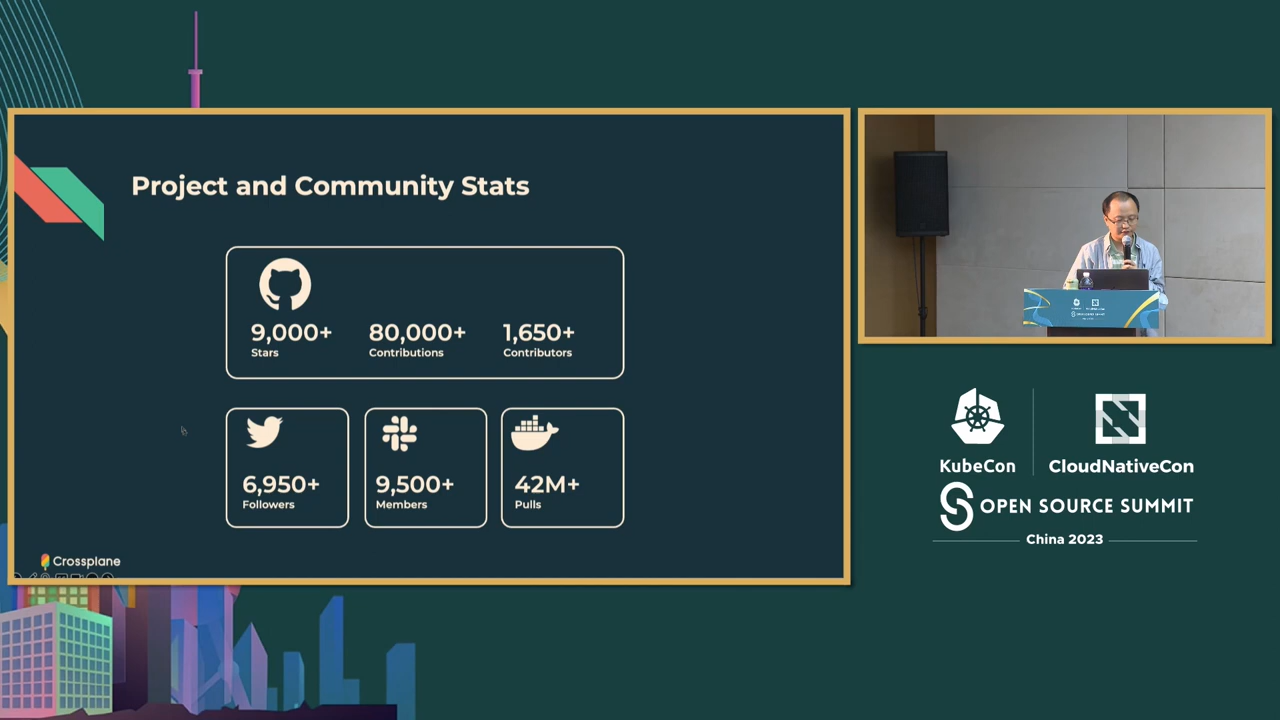 Project and Community Stats
9,000+ 80,000+ 1,650+
Stars Contributions Contributors
6,950+ 9,500+ 42M+
Followers Members Pulls
Crossplane
KubeCon CloudNativeCon
OPEN SOURCE SUMMIT
China 2023